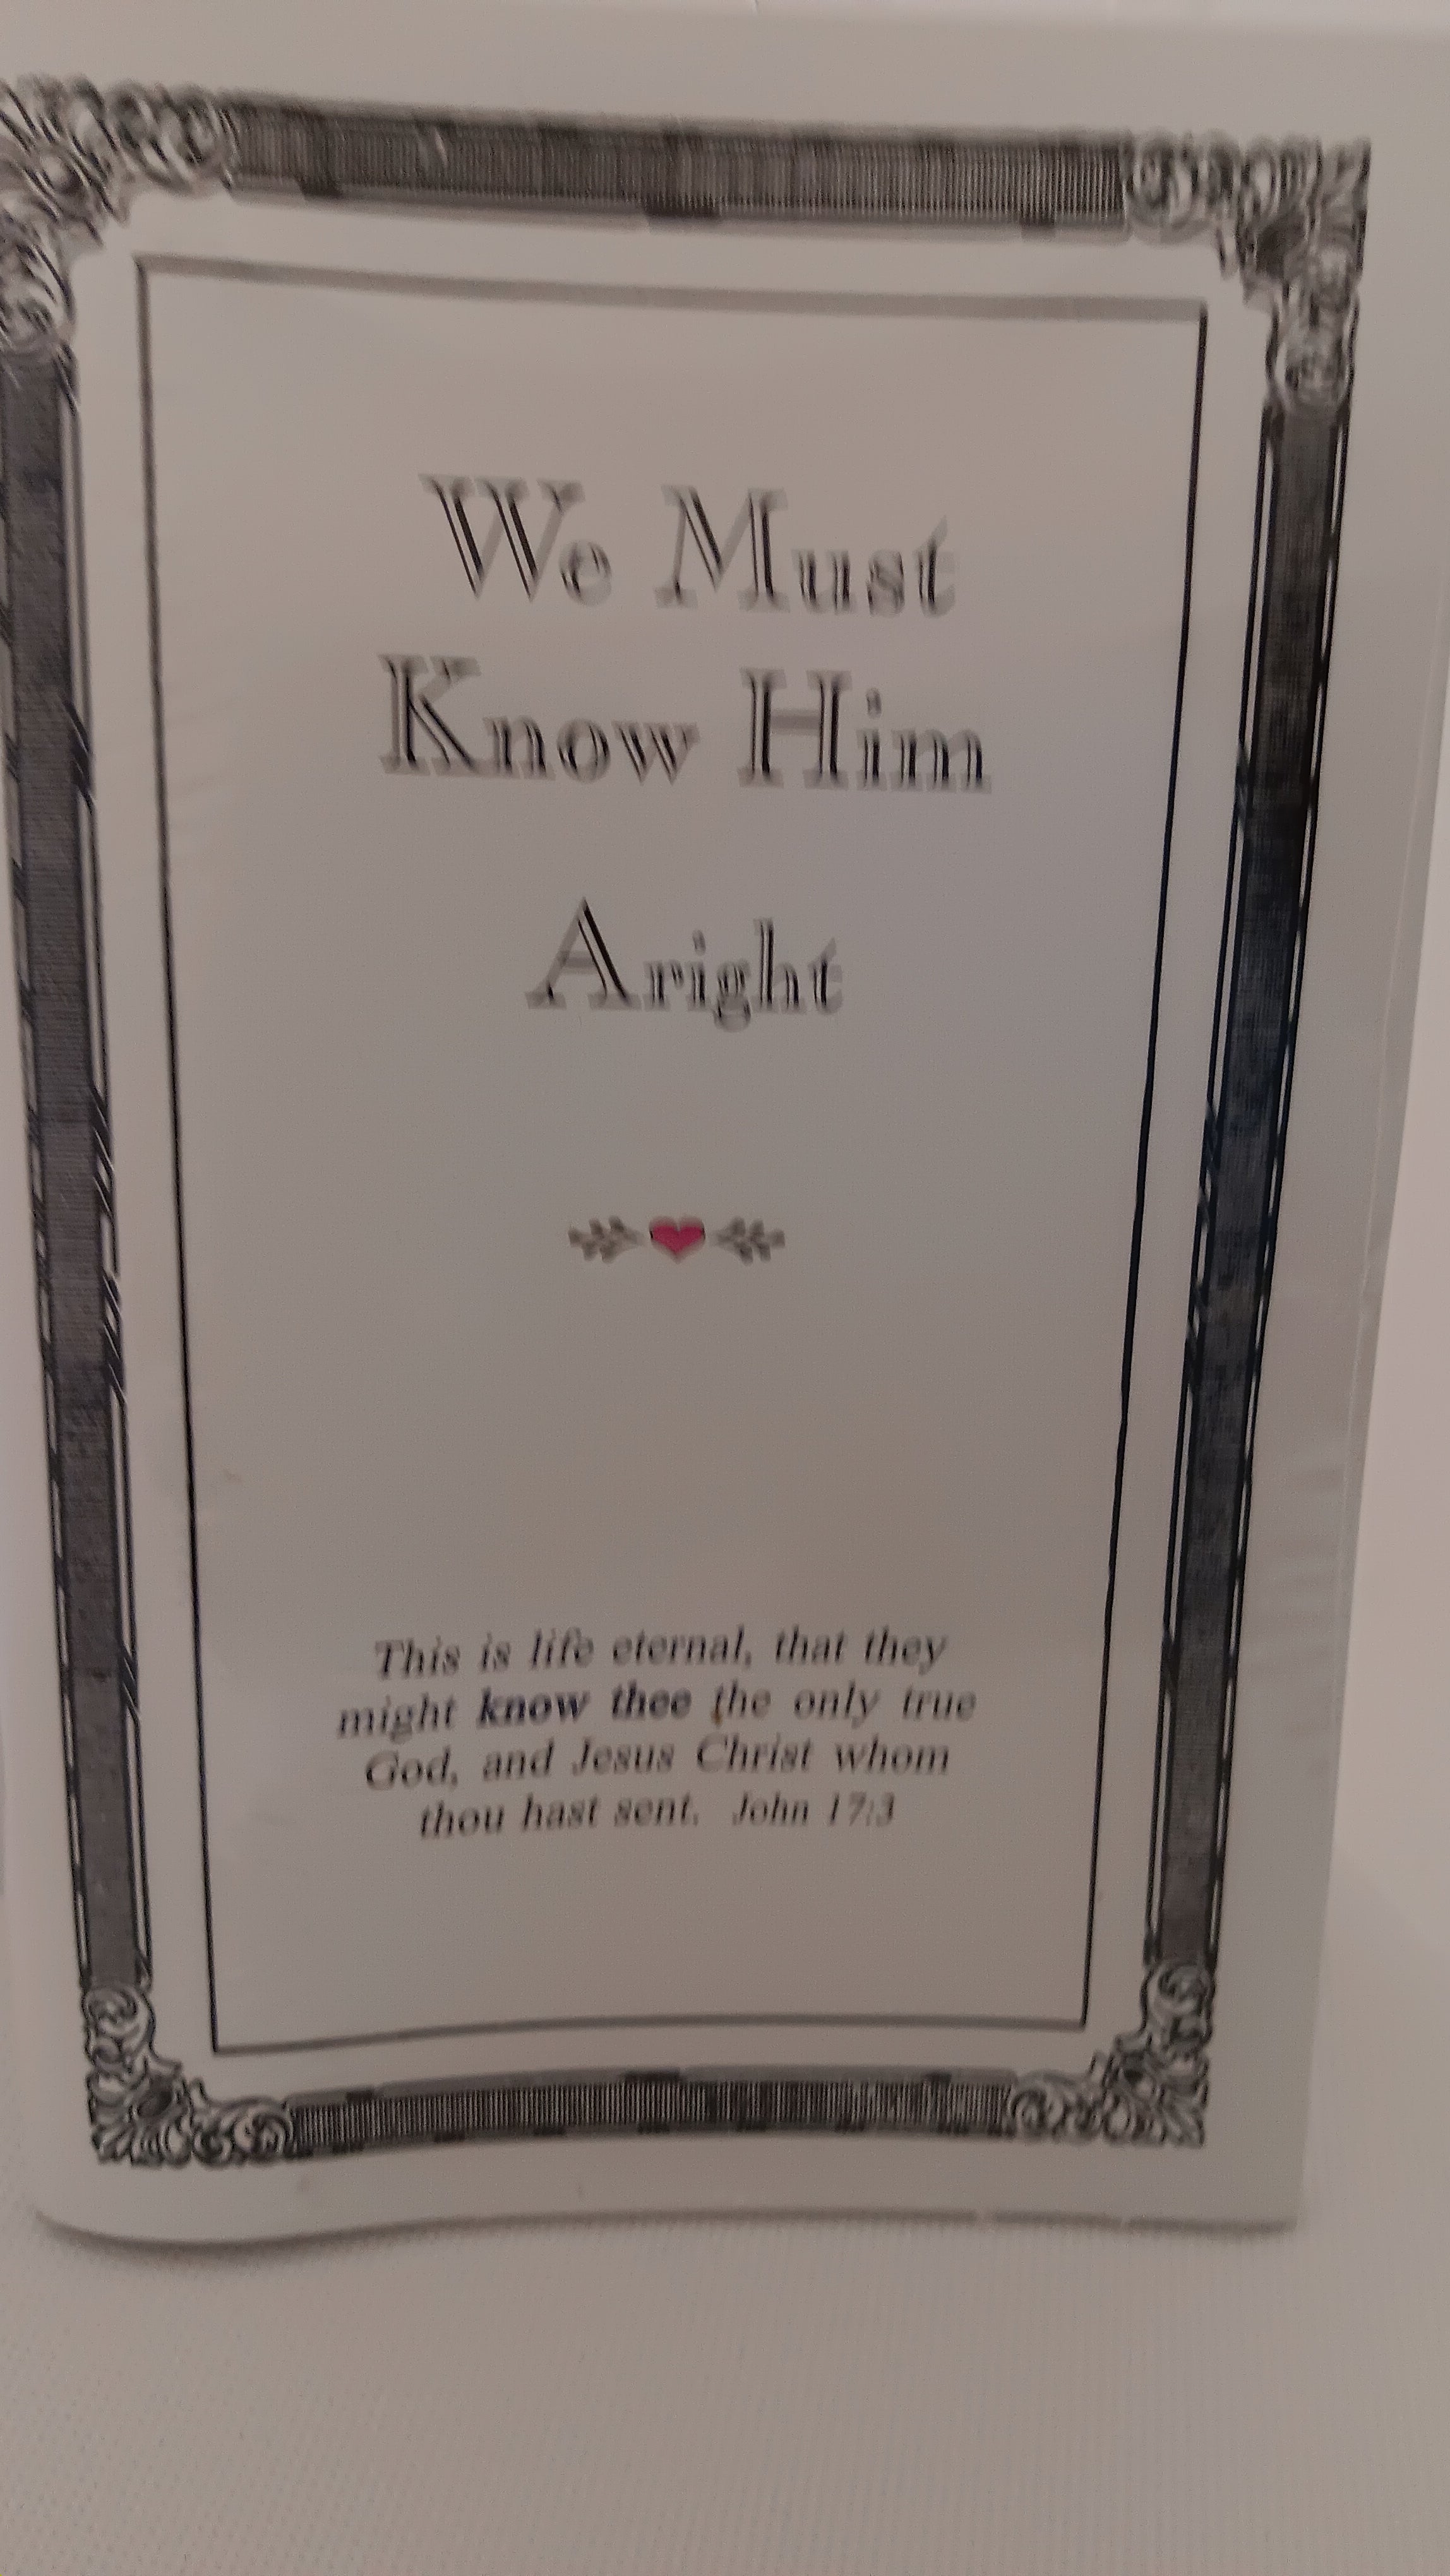 We Must
Know Him
Aright
This is life eternal, that they
might know thee the only true
God, and Jesus Christ whom
thou hast sent. John 17:3